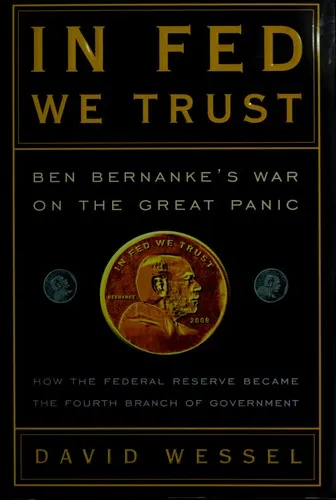 IN FED
WE TRUST
BEN BERNANKE'S WAR
ON THE GREAT PANIC
IN FED WE TRUST
BERNANKE
2008
HOW THE FEDERAL RESERVE BECAME
THE FOURTH BRANCH OF GOVERNMENT
DAVID WESSEL